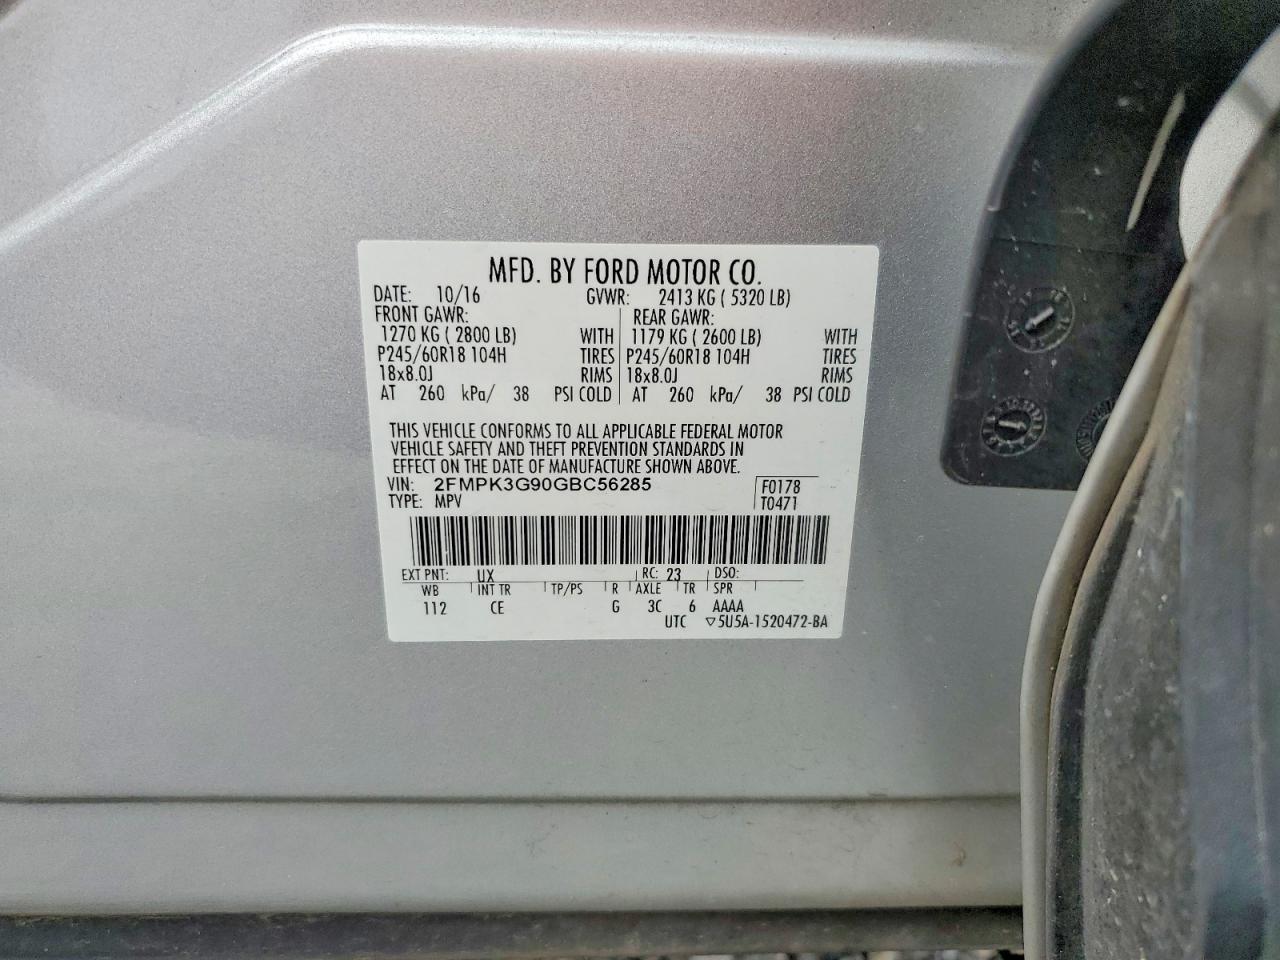 MFD. BY FORD MOTOR CO.
DATE: 10/16 GVWR: 2413 KG ( 5320 LB)
FRONT GAWR: REAR GAWR:
1270 KG ( 2800 LB) WITH 1179 KG ( 2600 LB) WITH
P245/60R18 104H TIRES P245/60R18 104H TIRES
18x8.0J RIMS 18x8.0J RIMS
AT 260 kPa/ 38 PSI COLD AT 260 kPa/ 38 PSI COLD
THIS VEHICLE CONFORMS TO ALL APPLICABLE FEDERAL MOTOR
VEHICLE SAFETY AND THEFT PREVENTION STANDARDS IN
EFFECT ON THE DATE OF MANUFACTURE SHOWN ABOVE.
VIN: 2FMPK3G90GBC56285 F0178
TYPE: MPV T0471
EXT PNT: UX RC: 23 DSO:
WB INT TR TP/PS R AXLE TR SPR
112 CE G 3C 6 AAAA
UTC ▽5U5A-1520472-BA